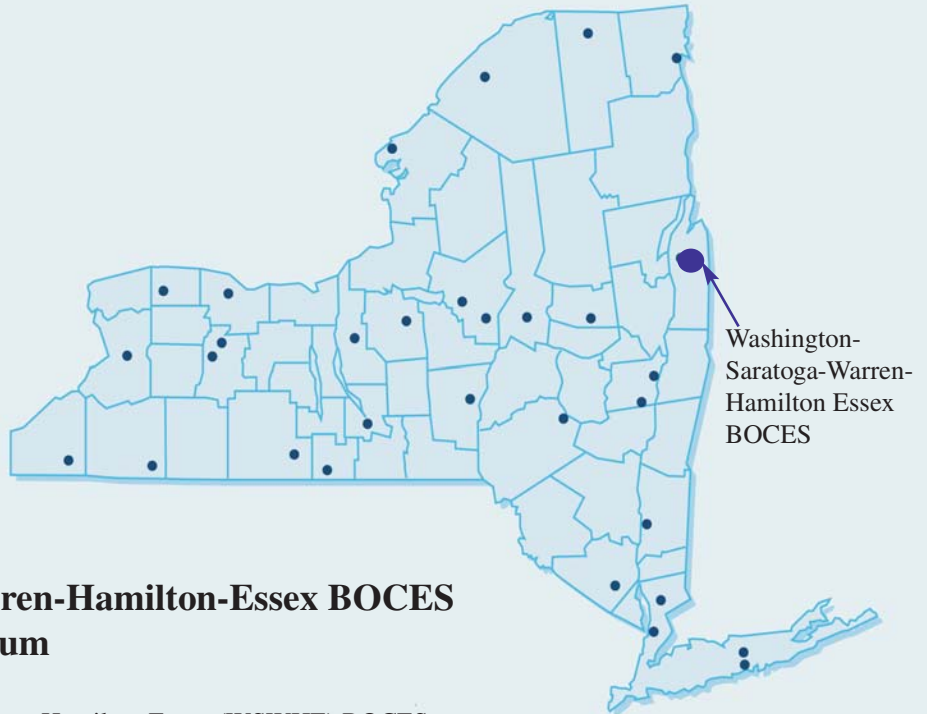 Washington-
Saratoga-Warren-
Hamilton Essex
BOCES
ren-Hamilton-Essex BOCES
um